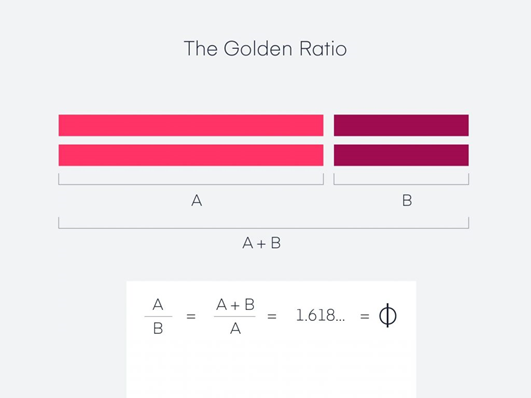 The Golden Ratio
A B
A + B
A/B = A + B/A = 1.618... = ϕ